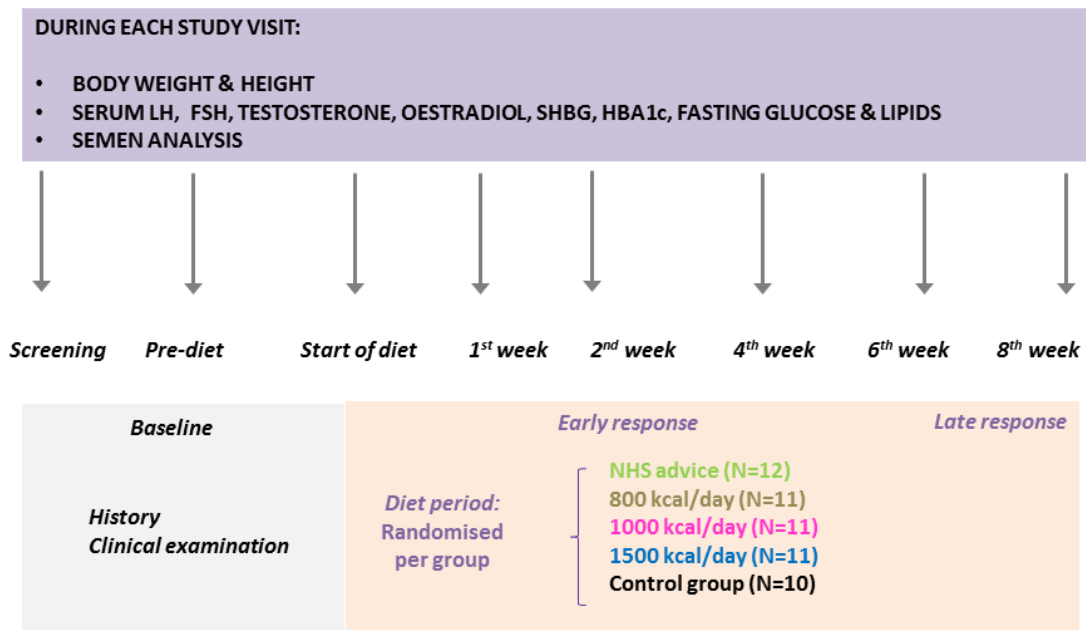 DURING EACH STUDY VISIT:
• BODY WEIGHT & HEIGHT
• SERUM LH, FSH, TESTOSTERONE, OESTRADIOL, SHBG, HBA1c, FASTING GLUCOSE & LIPIDS
• SEMEN ANALYSIS
Screening Pre-diet Start of diet 1st week 2nd week 4th week 6th week 8th week
Baseline Early response Late response
History
Clinical examination
Diet period:
Randomised
per group
NHS advice (N=12)
800 kcal/day (N=11)
1000 kcal/day (N=11)
1500 kcal/day (N=11)
Control group (N=10)